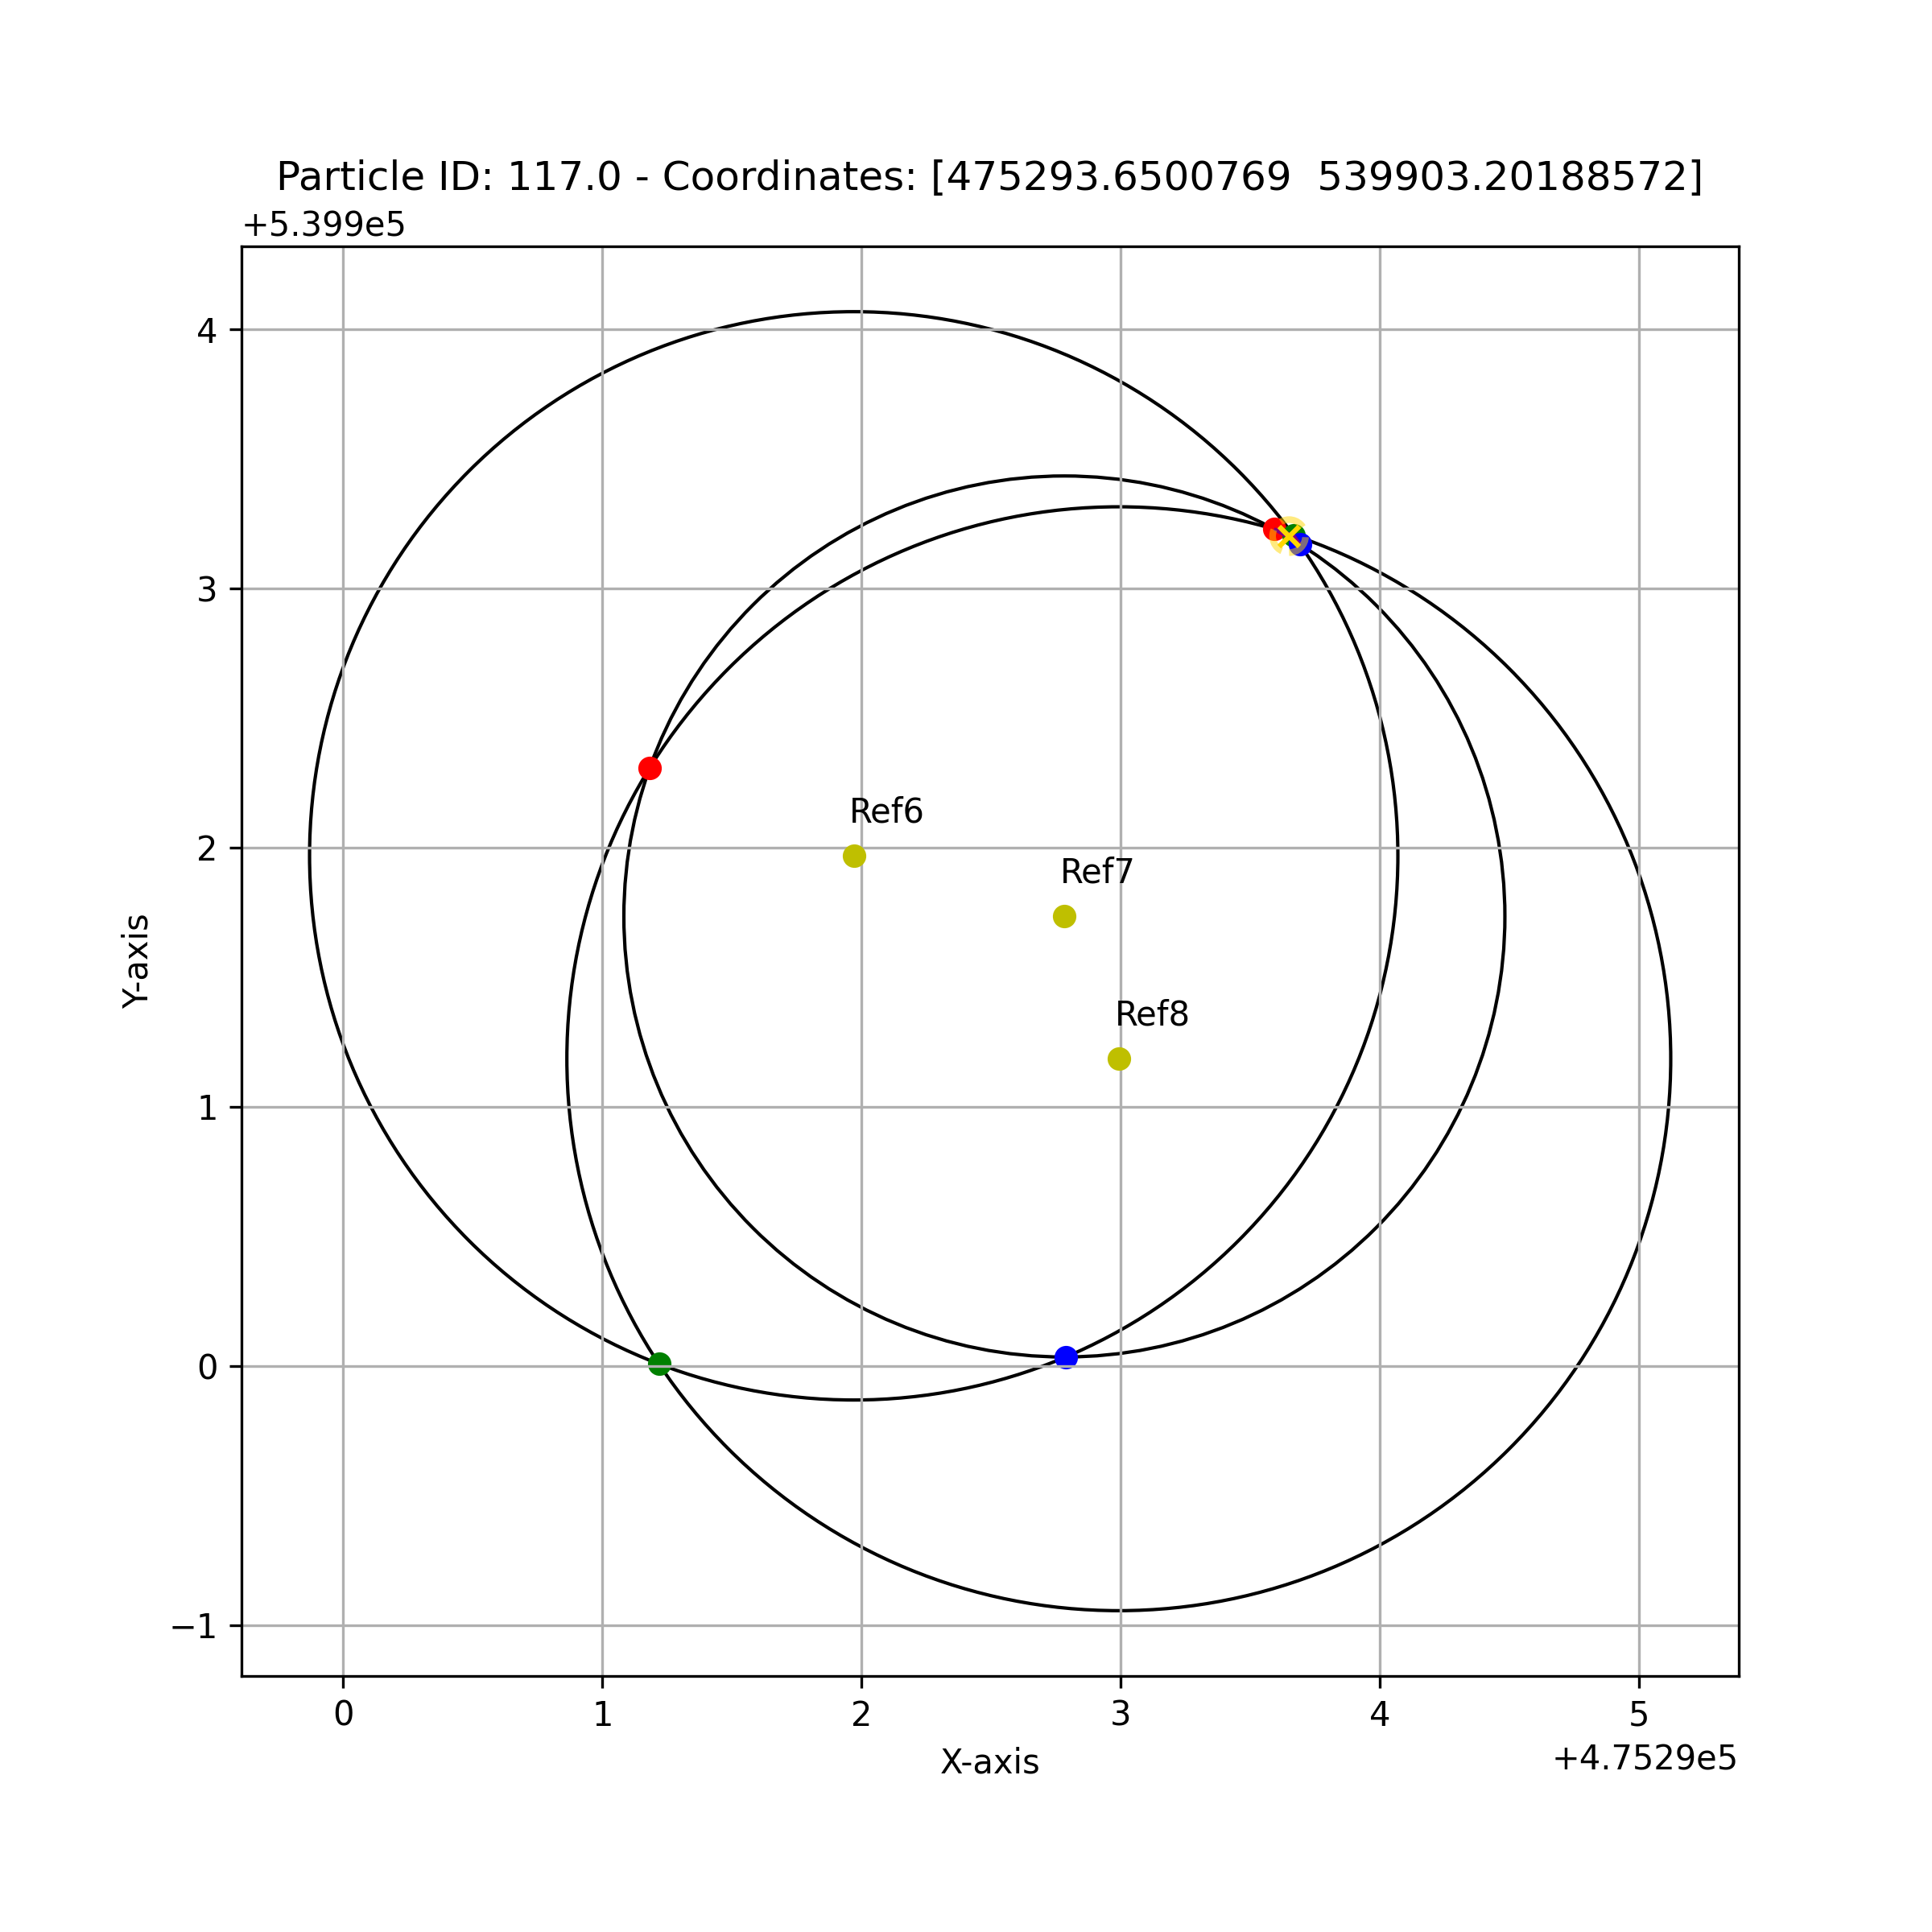 Particle ID: 117.0 - Coordinates: [475293.6500769  539903.20188572]
+5.399e5
4
3
2
1
0
−1
Y-axis
Ref6
Ref7
Ref8
0 1 2 3 4 5
X-axis
+4.7529e5